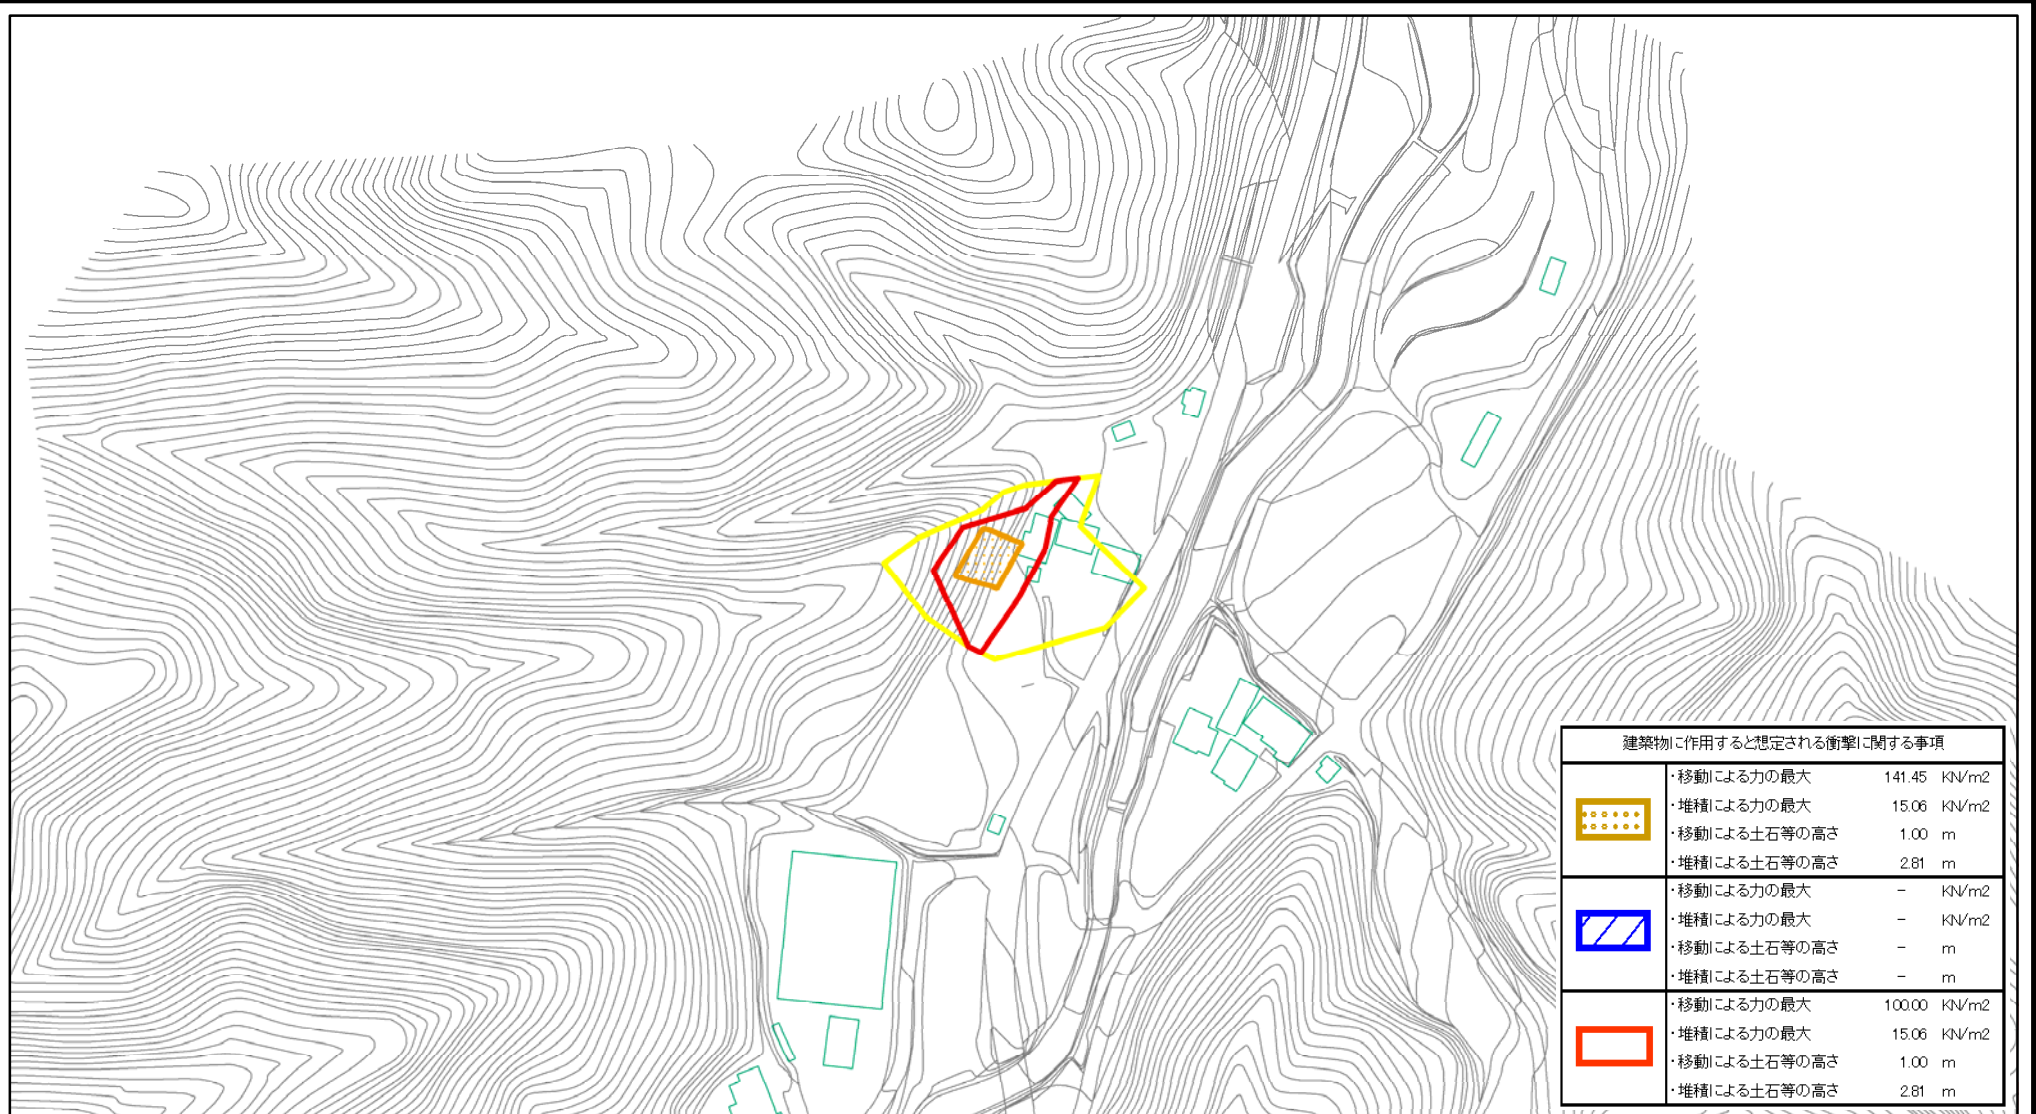 建築物に作用すると想定される衝撃に関する事項
・移動による力の最大 141.45 KN/m2
・堆積による力の最大 15.06 KN/m2
・移動による土石等の高さ 1.00 m
・堆積による土石等の高さ 2.81 m
・移動による力の最大 - KN/m2
・堆積による力の最大 - KN/m2
・移動による土石等の高さ - m
・堆積による土石等の高さ - m
・移動による力の最大 100.00 KN/m2
・堆積による力の最大 15.06 KN/m2
・移動による土石等の高さ 1.00 m
・堆積による土石等の高さ 2.81 m